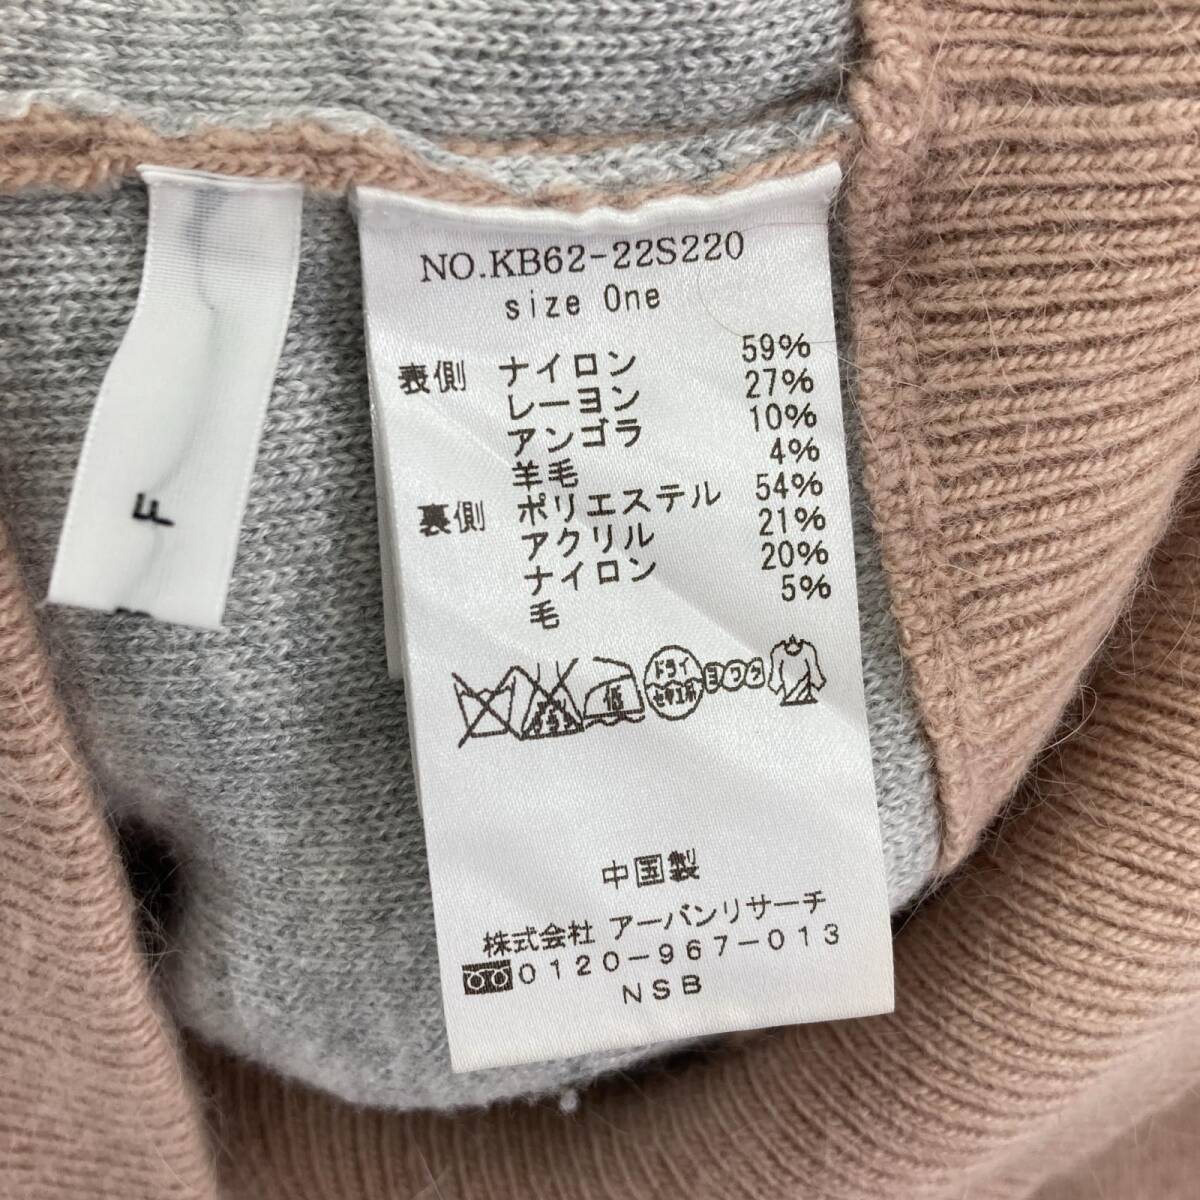 NO.KB62-22S220
size One
表側 ナイロン 59%
レーヨン 27%
アンゴラ 10%
羊毛 4%
裏側 ポリエステル 54%
アクリル 21%
ナイロン 20%
毛 5%
低
ドライ
ヨワク
中国製
株式会社 アーバンリサーチ
0120-967-013
NSB
F